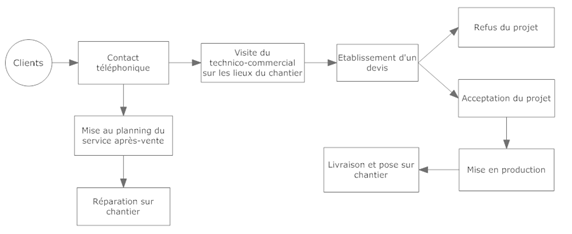 Clients
Contact
téléphonique
Visite du
technico-commercial
sur les lieux du chantier
Etablissement d'un
devis
Refus du projet
Acceptation du projet
Mise au planning du
service après-vente
Livraison et pose sur
chantier
Mise en production
Réparation sur
chantier